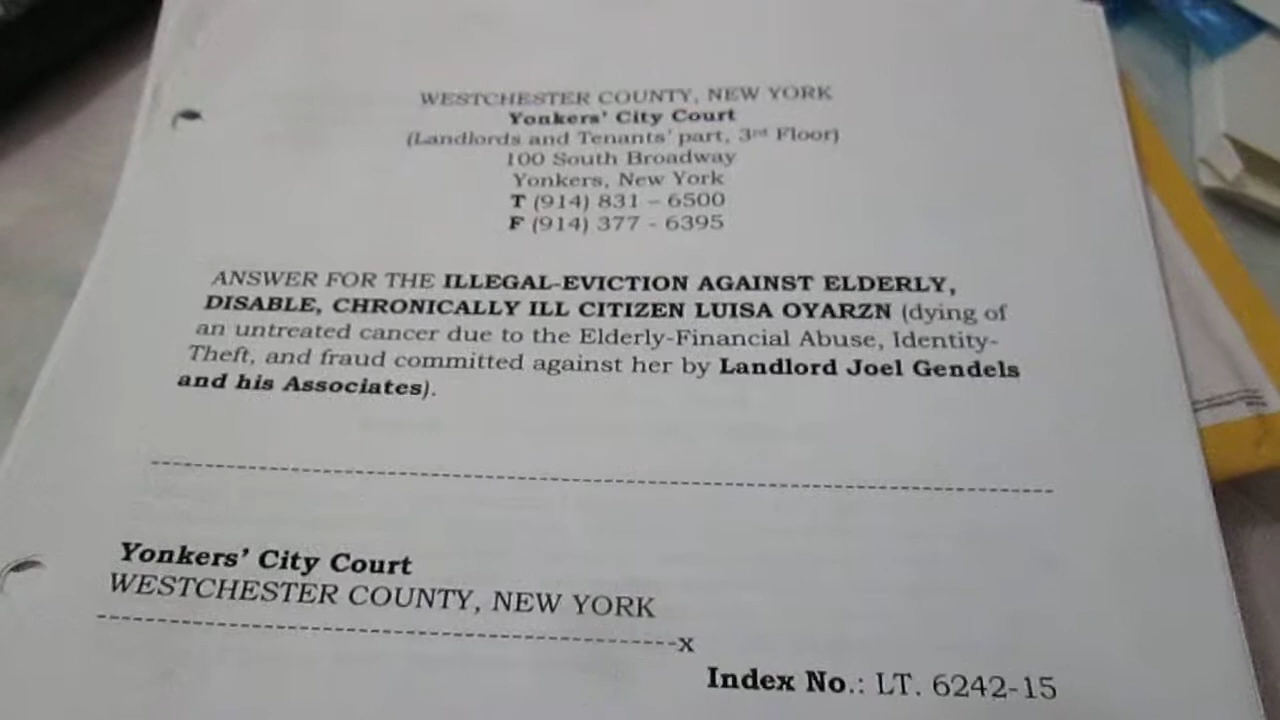 WESTCHESTER COUNTY, NEW YORK
Yonkers' City Court
(Landlords and Tenants' part, 3rd Floor)
100 South Broadway
Yonkers, New York
T (914) 831 – 6500
F (914) 377 - 6395
ANSWER FOR THE ILLEGAL-EVICTION AGAINST ELDERLY,
DISABLE, CHRONICALLY ILL CITIZEN LUISA OYARZN (dying of
an untreated cancer due to the Elderly-Financial Abuse, Identity-
Theft, and fraud committed against her by Landlord Joel Gendels
and his Associates).
Yonkers' City Court
WESTCHESTER COUNTY, NEW YORK
x
Index No.: LT. 6242-15